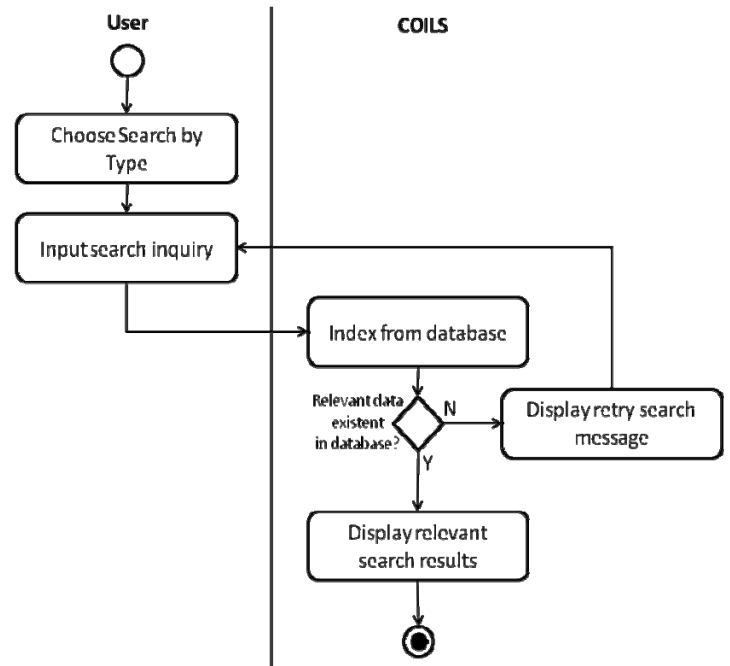 User
COILS
Choose Search by
Type
Input search inquiry
Index from database
Relevant data
existent
in database?
N
Display retry search
message
Y
Display relevant
search results